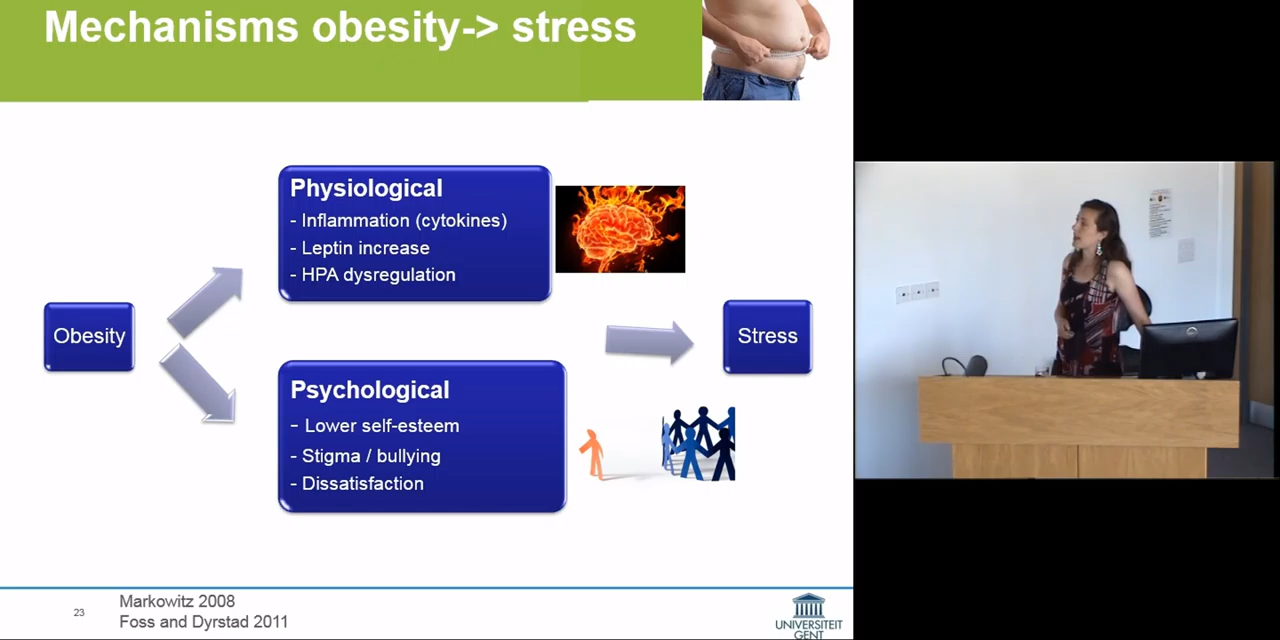 Mechanisms obesity-> stress
Physiological
- Inflammation (cytokines)
- Leptin increase
- HPA dysregulation
Obesity
Stress
Psychological
- Lower self-esteem
- Stigma / bullying
- Dissatisfaction
23
Markowitz 2008
Foss and Dyrstad 2011
UNIVERSITEIT
GENT